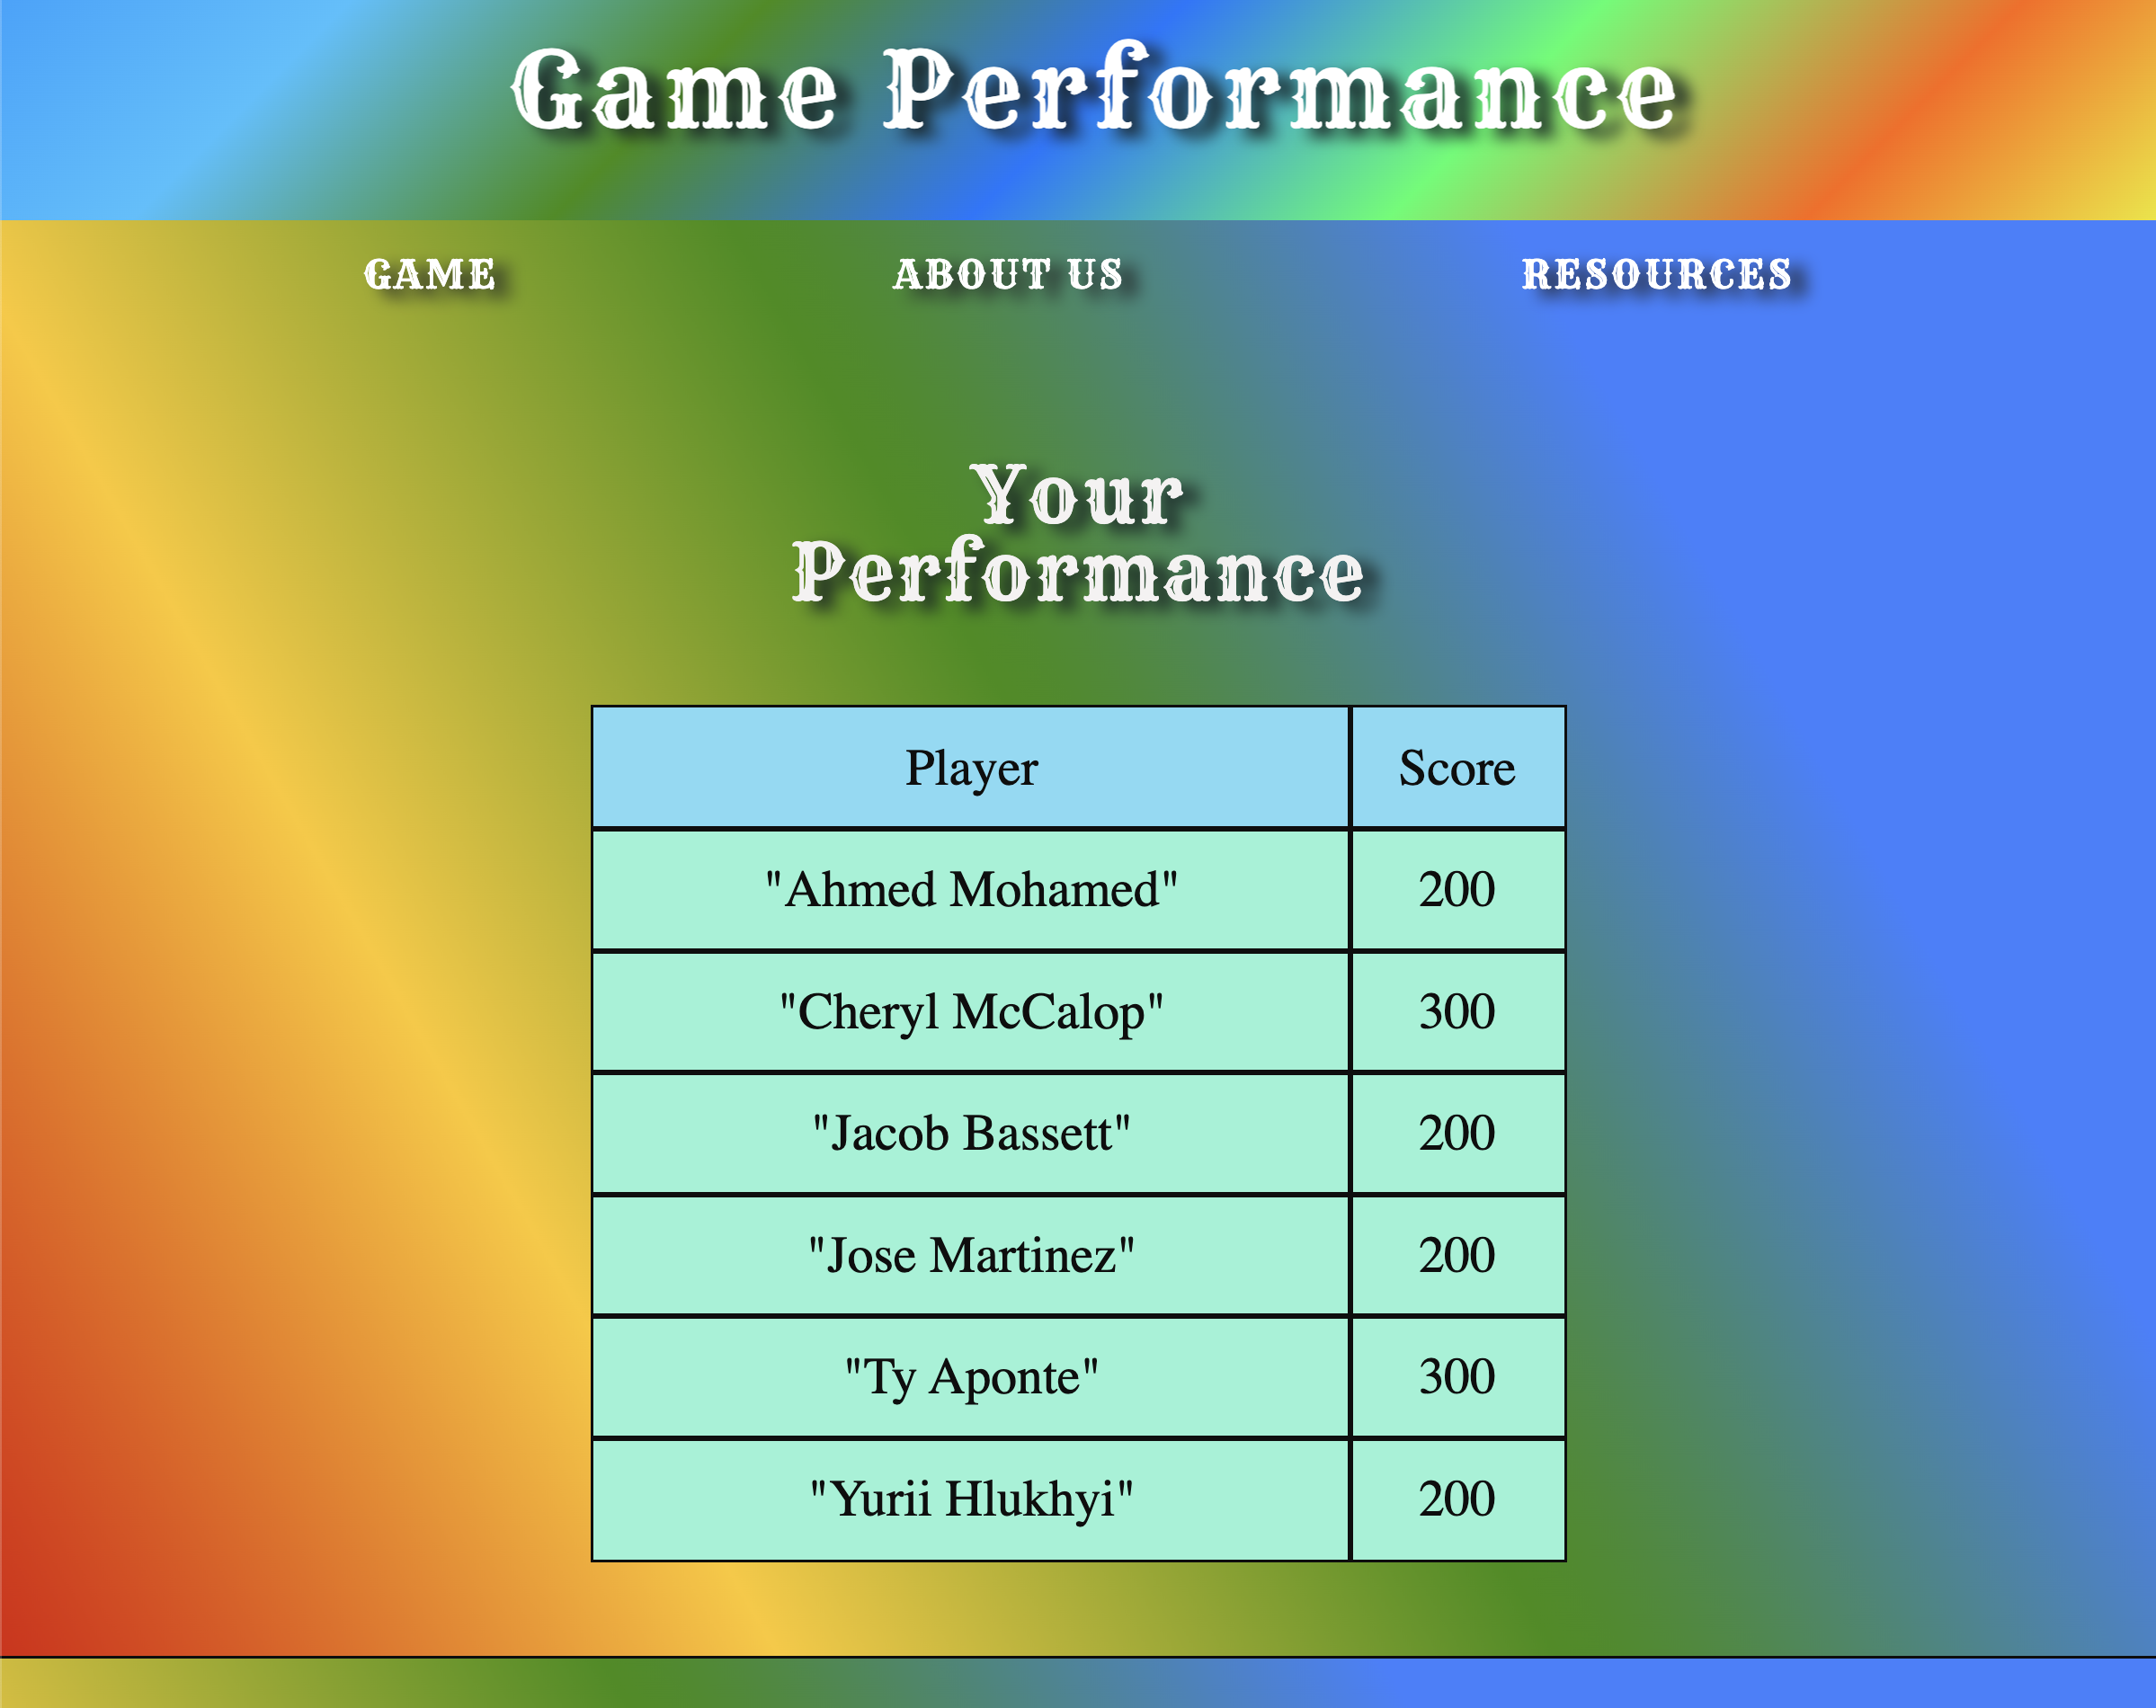 Game Performance
GAME ABOUT US RESOURCES
Your
Performance
Player Score
"Ahmed Mohamed" 200
"Cheryl McCalop" 300
"Jacob Bassett" 200
"Jose Martinez" 200
"Ty Aponte" 300
"Yurii Hlukhyi" 200